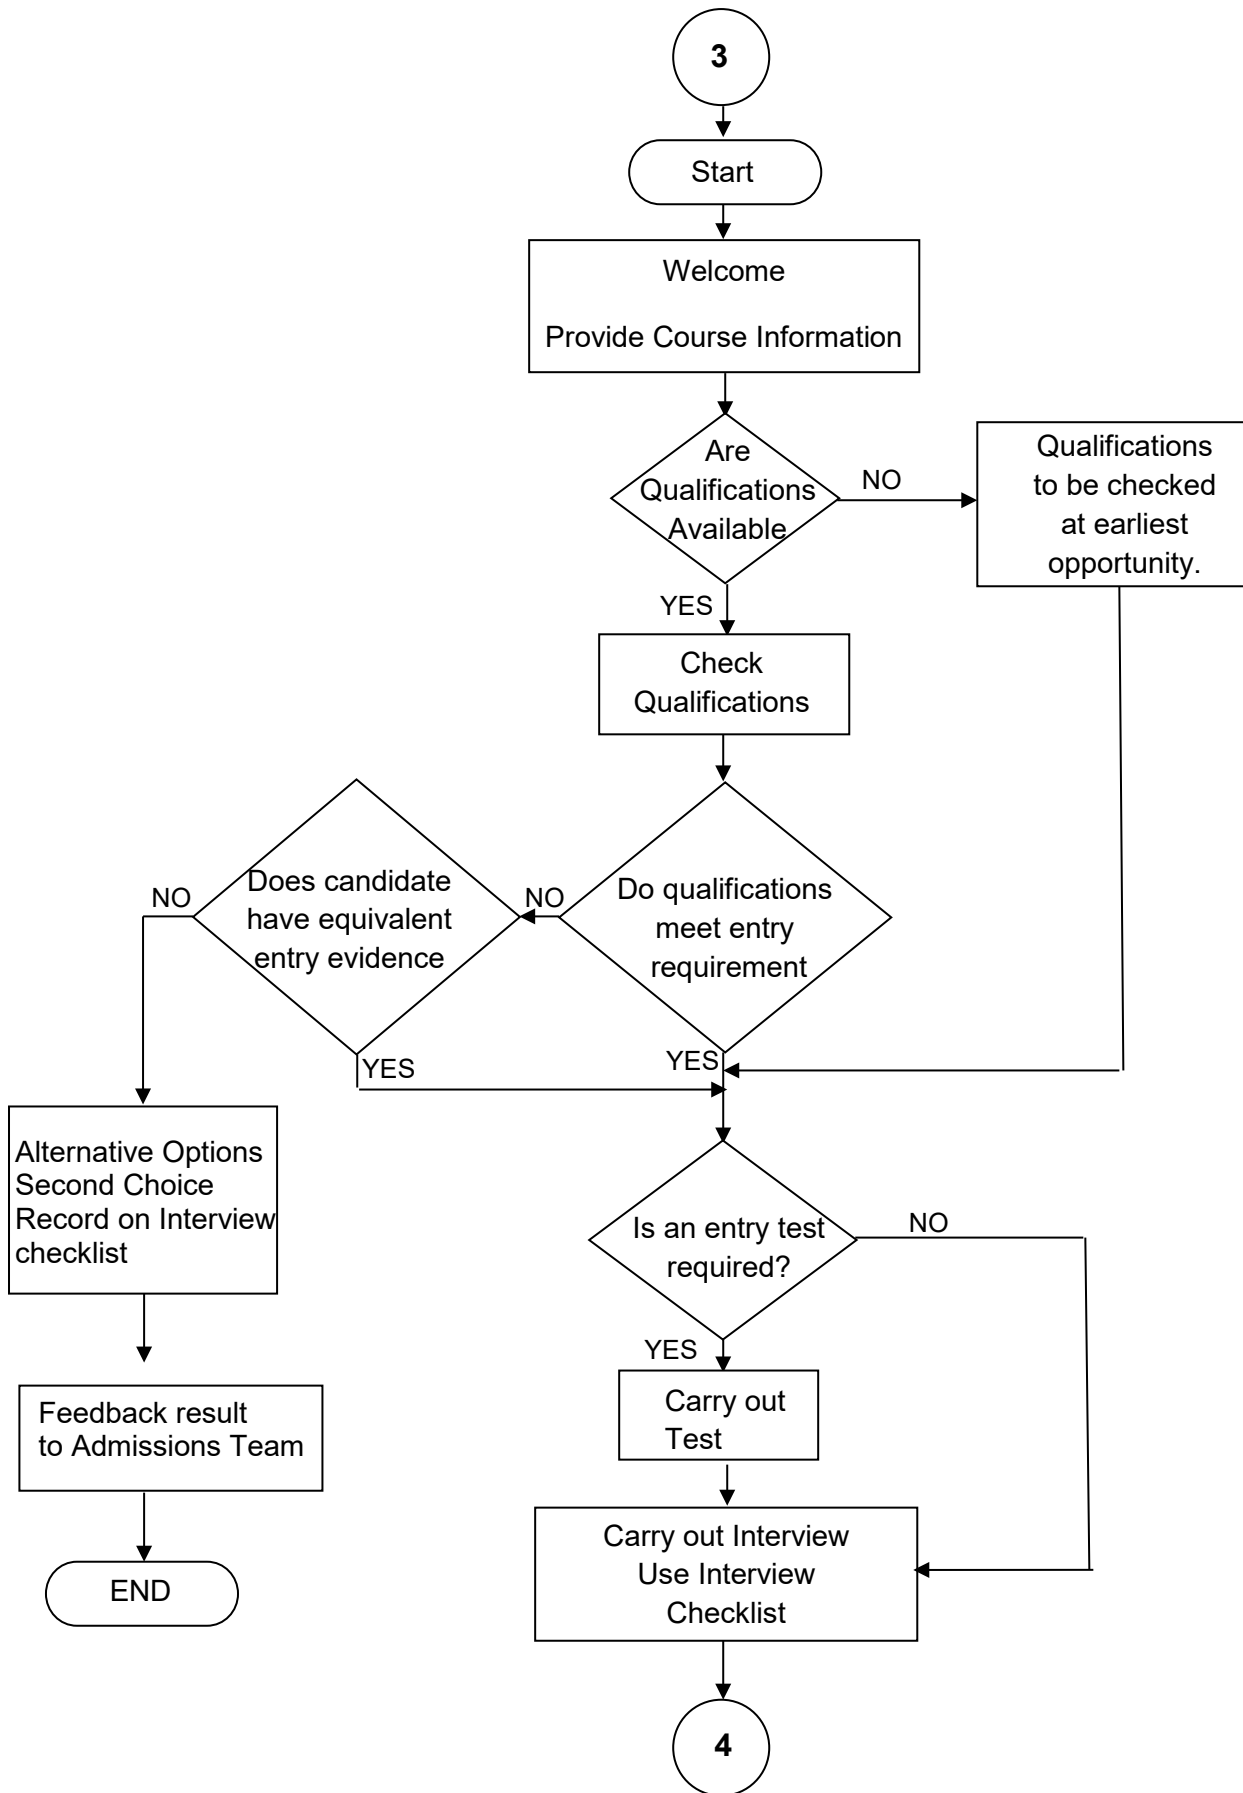 3
Start
Welcome
Provide Course Information
Are
Qualifications
Available
NO
Qualifications
to be checked
at earliest
opportunity.
YES
Check
Qualifications
Do qualifications
meet entry
requirement
NO
Does candidate
have equivalent
entry evidence
NO
YES
YES
Alternative Options
Second Choice
Record on Interview
checklist
Feedback result
to Admissions Team
END
Is an entry test
required?
NO
YES
Carry out
Test
Carry out Interview
Use Interview
Checklist
4